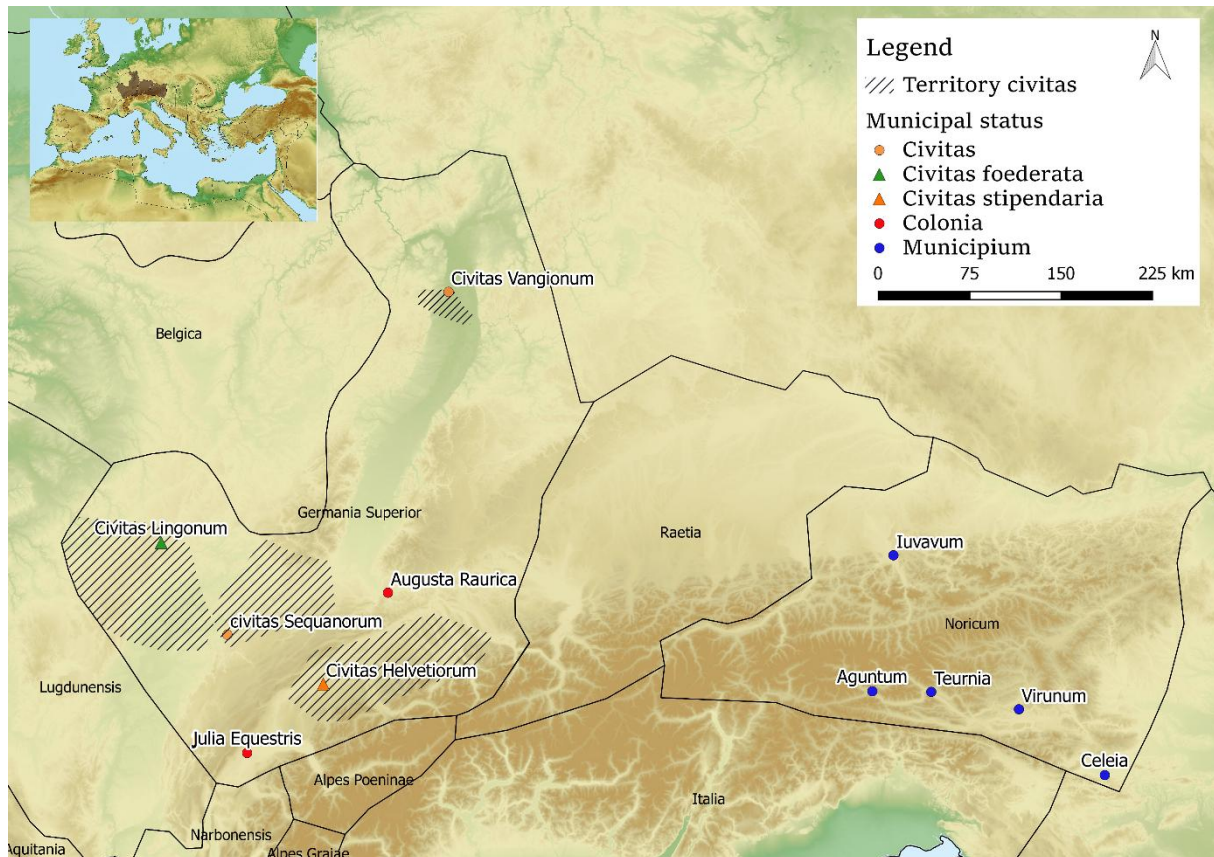 Legend
N
Territory civitas
Municipal status
Civitas
Civitas foederata
Civitas stipendaria
Colonia
Municipium
0 75 150 225 km
Civitas Vangionum
Belgica
Germania Superior
Civitas Lingonum
Raetia
Iuvavum
Augusta Raurica
civitas Sequanorum
Noricum
Civitas Helvetiorum
Lugdunensis
Aguntum
Teurnia
Virunum
Julia Equestris
Celeia
Alpes Poeninae
Italia
Narbonensis
Aquitania
Alpes Graiae